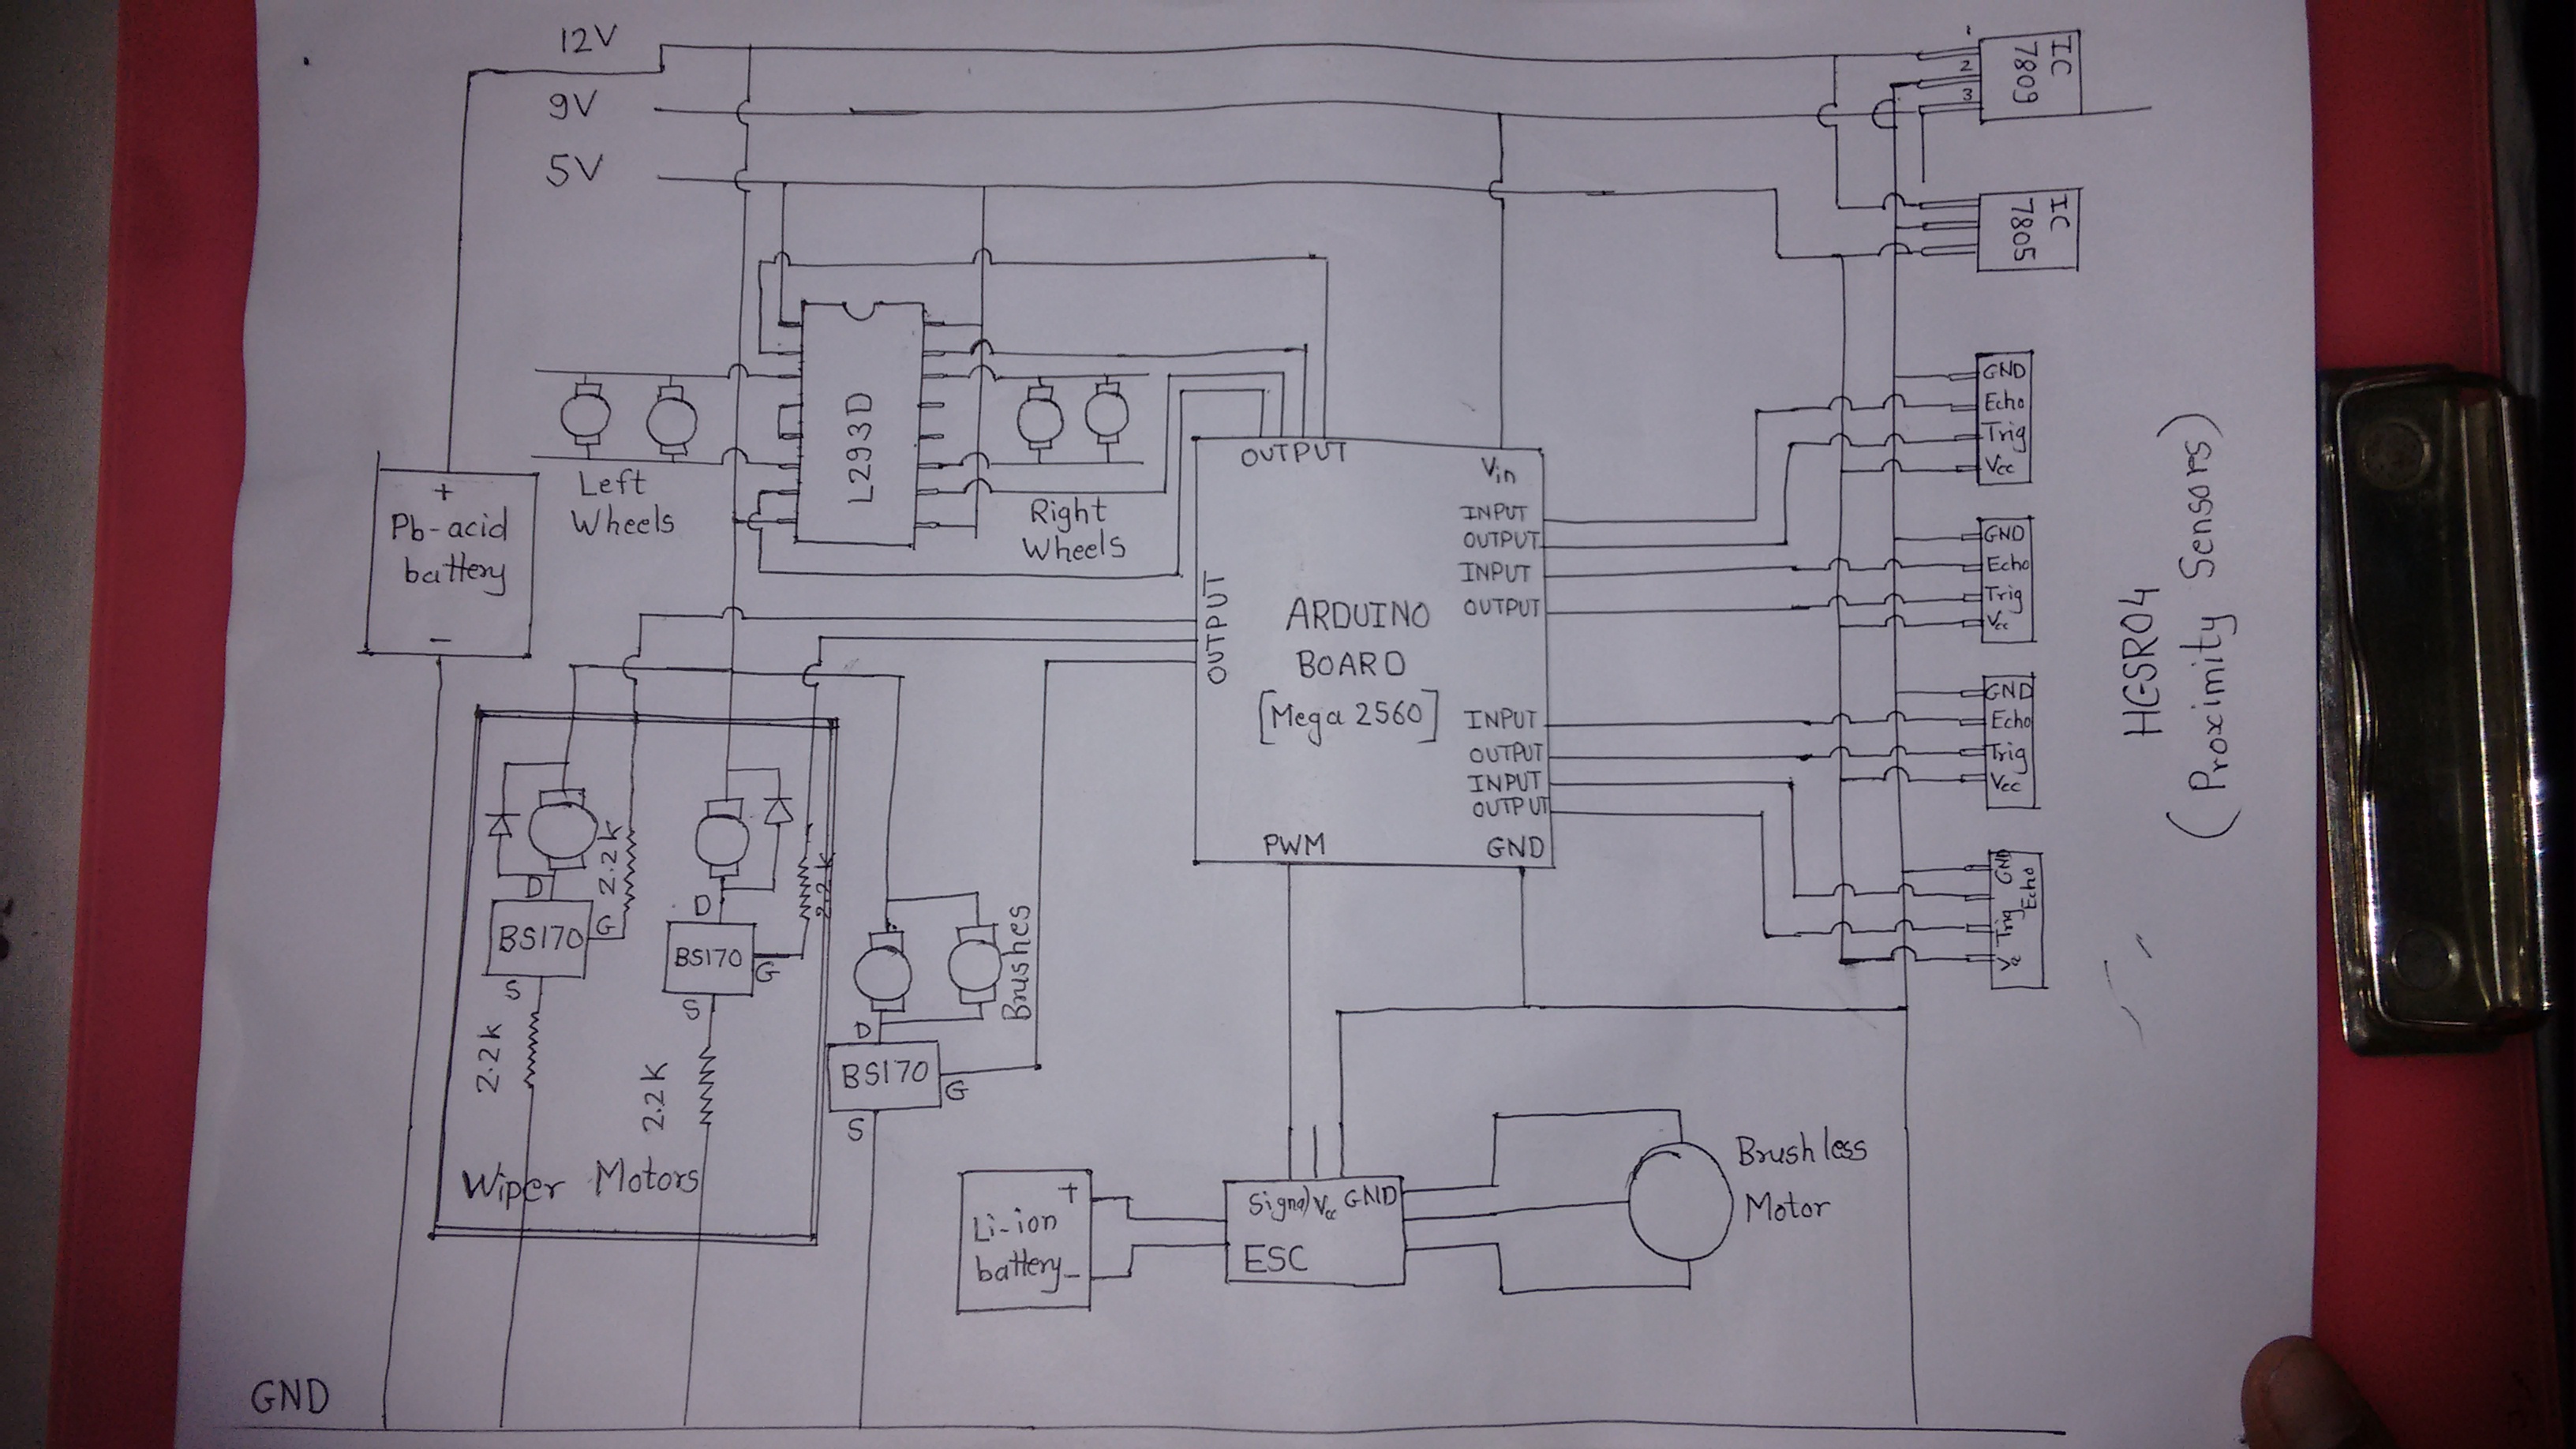 12V
9V
5V
1
2
3
IC
7809
IC
7805
L293D
Left
Wheels
Right
Wheels
+
Pb-acid
battery
-
OUTPUT
Vin
INPUT
OUTPUT
INPUT
OUTPUT
OUTPUT
OUTPUT
ARDUINO
BOARD
[Mega 2560]
INPUT
OUTPUT
INPUT
OUTPUT
PWM
GND
GND
Echo
Trig
Vcc
GND
Echo
Trig
Vcc
GND
Echo
Trig
Vcc
GND
Echo
Trig
Vc
HCSR04
(Proximity Sensors)
2.2k
D
BS170
G
S
2.2k
2.2k
D
BS170
G
S
2.2K
Wiper Motors
Brushes
D
BS170
G
S
+
Li-ion
battery -
Signal Vcc GND
ESC
Brushless
Motor
GND